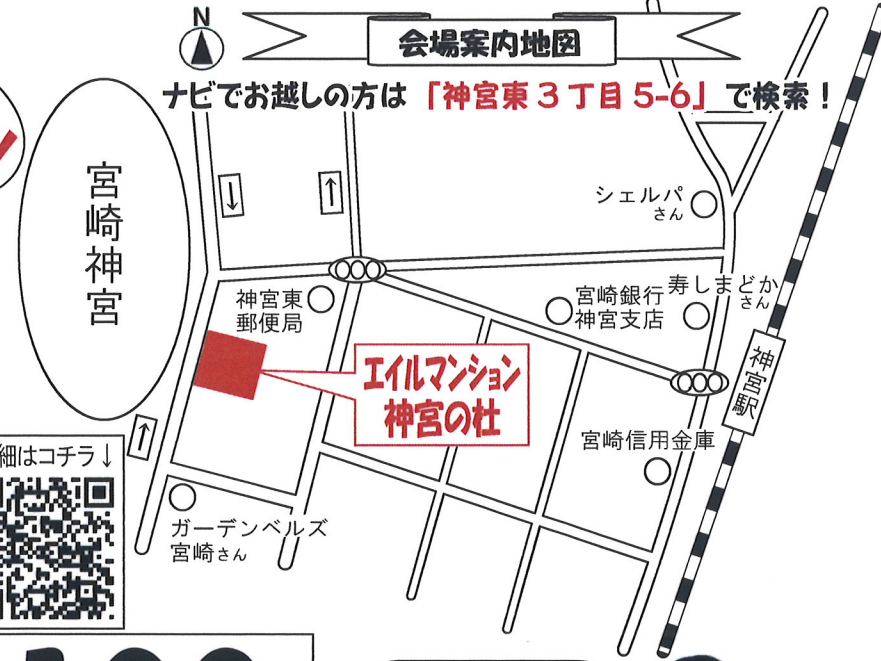 N
会場案内地図
ナビでお越しの方は「神宮東3丁目5-6」で検索!
宮崎神宮
↓
↑
シェルパ
さん
神宮東
郵便局
宮崎銀行
神宮支店
寿しまどか
さん
エイルマンション
神宮の杜
神宮駅
↑
宮崎信用金庫
細はコチラ↓
ガーデンベルズ
宮崎さん